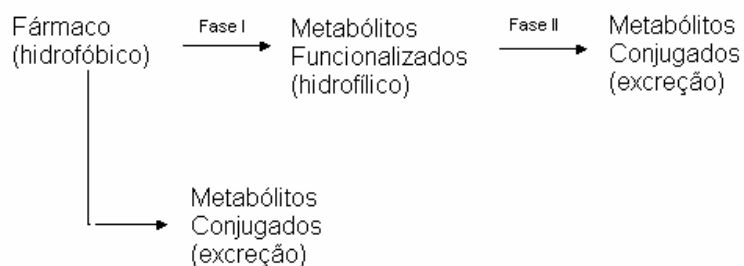 Fármaco
(hidrofóbico)
Fase I
Metabólitos
Funcionalizados
(hidrofílico)
Fase II
Metabólitos
Conjugados
(excreção)
Metabólitos
Conjugados
(excreção)